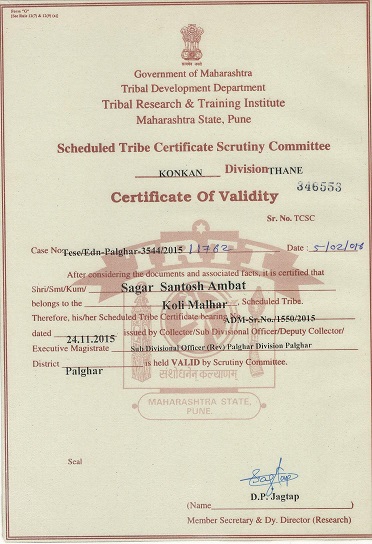 Form "G"
[See Rule 12(7) & 12(9) (a)]
Government of Maharashtra
Tribal Development Department
Tribal Research & Training Institute
Maharashtra State, Pune
Scheduled Tribe Certificate Scrutiny Committee
KONKAN Division THANE
346553
Certificate Of Validity
Sr. No. TCSC
Case No: Tcsc/Edn-Palghar-3544/2015 11762 Date : 5/02/016
After considering the documents and associated facts, it is certified that
Shri/Smt/Kum/ Sagar Santosh Ambat
belongs to the Koli Malhar , Scheduled Tribe.
Therefore, his/her Scheduled Tribe Certificate bearing No. ADM-Sr.No./1550/2015
dated 24.11.2015 issued by Collector/Sub Divisional Officer/Deputy Collector/
Executive Magistrate Sub Divisional Officer (Rev) Palghar Division Palghar
District Palghar is held VALID by Scrutiny Committee.
संशोधनम् कल्याणम्
MAHARASHTRA STATE,
PUNE.
Seal
D.P. Jagtap
(Name )
Member Secretary & Dy. Director (Research)